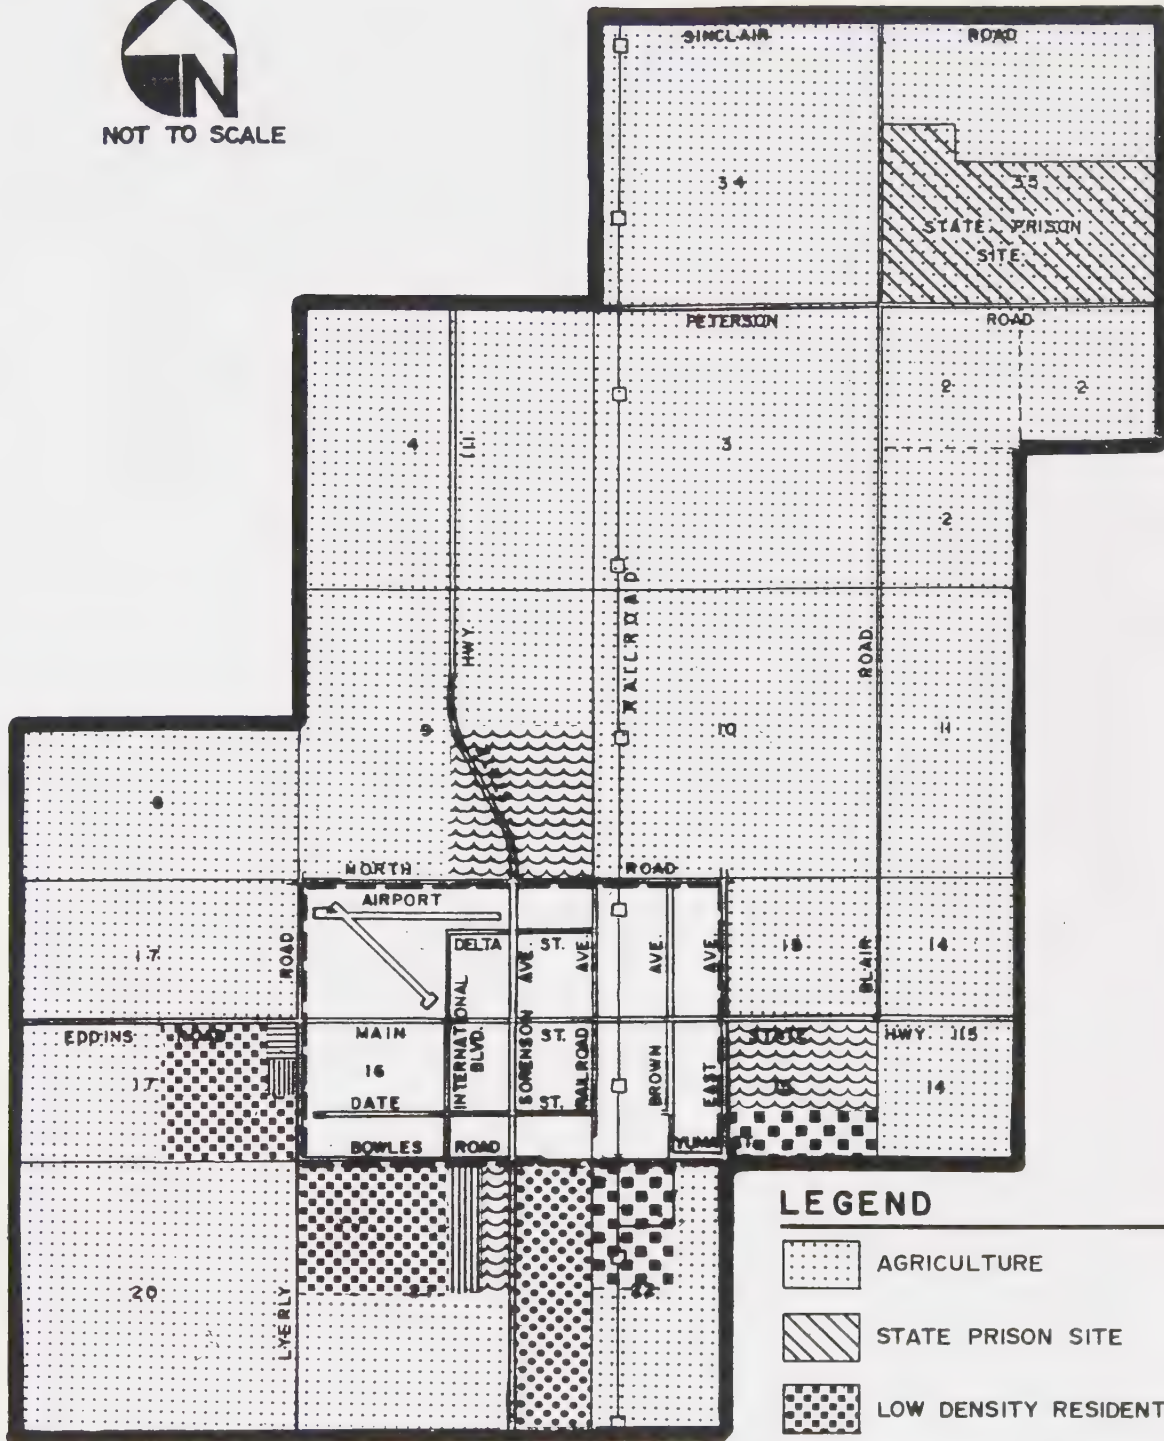 N
NOT TO SCALE
SINCLAIR ROAD
34
35
STATE PRISON
SITE
PETERSON ROAD
2 2
4
111
3
2
HWY.
RAILROAD
ROAD
9
10
11
8
NORTH ROAD
AIRPORT
17
ROAD
DELTA ST.
AVE
AVE.
AVE
AVE.
15
BLAIR
14
EDDINS ROAD
MAIN ST.
STATE HWY 115
INTERNATIONAL
BLVD.
SORENSON
RAILROAD
BROWN
EAST
17
16
15
14
DATE ST.
BOWLES ROAD
YUMA ST.
20
LYERLY
22
LEGEND
AGRICULTURE
STATE PRISON SITE
LOW DENSITY RESIDENT